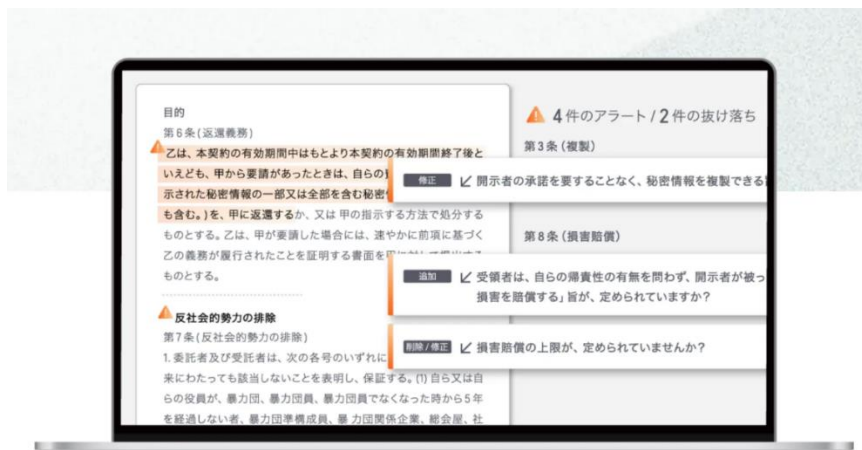 目的
第6条(返還義務)
乙は、本契約の有効期間中はもとより本契約の有効期間終了後と
いえども、甲から要請があったときは、自らの
示された秘密情報の一部又は全部を含む秘密
も含む。)を、甲に返還するか、又は 甲の指示する方法で処分する
ものとする。乙は、甲が要請した場合には、速やかに前項に基づく
乙の義務が履行されたことを証明する書面を
ものとする。
反社会的勢力の排除
第7条(反社会的勢力の排除)
1. 委託者及び受託者は、次の各号のいずれに
来にわたっても該当しないことを表明し、保証する。(1) 自ら又は自
らの役員が、暴力団、暴力団員、暴力団員でなくなった時から5年
を経過しない者、暴力団準構成員、暴力団関係企業、総会屋、社
4件のアラート / 2件の抜け落ち
第3条 (複製)
修正 開示者の承諾を要することなく、秘密情報を複製できる
第8条 (損害賠償)
追加 受領者は、自らの帰責性の有無を問わず、開示者が被っ
損害を賠償する」旨が、定められていますか?
削除/修正 損害賠償の上限が、定められていませんか?